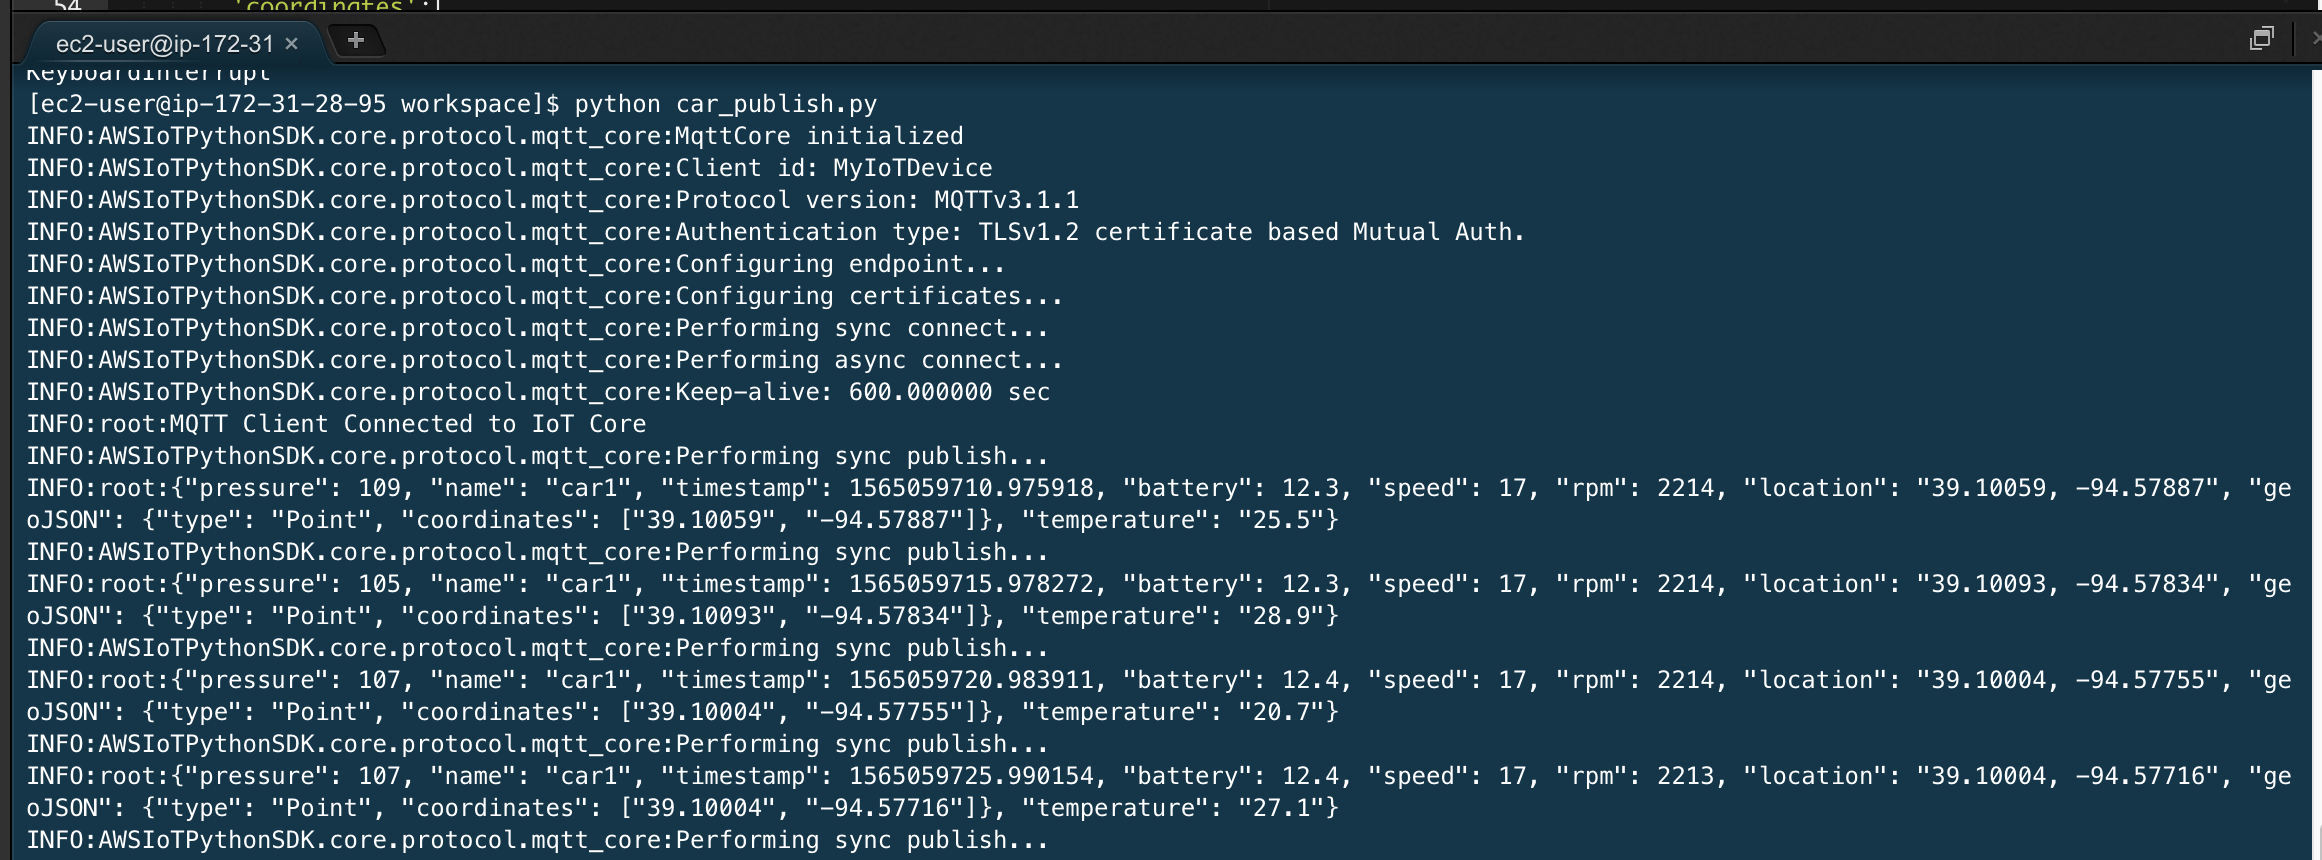 54 'coordinates':[
ec2-user@ip-172-31 × +
KeyboardInterrupt
[ec2-user@ip-172-31-28-95 workspace]$ python car_publish.py
INFO:AWSIoTPythonSDK.core.protocol.mqtt_core:MqttCore initialized
INFO:AWSIoTPythonSDK.core.protocol.mqtt_core:Client id: MyIoTDevice
INFO:AWSIoTPythonSDK.core.protocol.mqtt_core:Protocol version: MQTTv3.1.1
INFO:AWSIoTPythonSDK.core.protocol.mqtt_core:Authentication type: TLSv1.2 certificate based Mutual Auth.
INFO:AWSIoTPythonSDK.core.protocol.mqtt_core:Configuring endpoint...
INFO:AWSIoTPythonSDK.core.protocol.mqtt_core:Configuring certificates...
INFO:AWSIoTPythonSDK.core.protocol.mqtt_core:Performing sync connect...
INFO:AWSIoTPythonSDK.core.protocol.mqtt_core:Performing async connect...
INFO:AWSIoTPythonSDK.core.protocol.mqtt_core:Keep-alive: 600.000000 sec
INFO:root:MQTT Client Connected to IoT Core
INFO:AWSIoTPythonSDK.core.protocol.mqtt_core:Performing sync publish...
INFO:root:{"pressure": 109, "name": "car1", "timestamp": 1565059710.975918, "battery": 12.3, "speed": 17, "rpm": 2214, "location": "39.10059, -94.57887", "ge
oJSON": {"type": "Point", "coordinates": ["39.10059", "-94.57887"]}, "temperature": "25.5"}
INFO:AWSIoTPythonSDK.core.protocol.mqtt_core:Performing sync publish...
INFO:root:{"pressure": 105, "name": "car1", "timestamp": 1565059715.978272, "battery": 12.3, "speed": 17, "rpm": 2214, "location": "39.10093, -94.57834", "ge
oJSON": {"type": "Point", "coordinates": ["39.10093", "-94.57834"]}, "temperature": "28.9"}
INFO:AWSIoTPythonSDK.core.protocol.mqtt_core:Performing sync publish...
INFO:root:{"pressure": 107, "name": "car1", "timestamp": 1565059720.983911, "battery": 12.4, "speed": 17, "rpm": 2214, "location": "39.10004, -94.57755", "ge
oJSON": {"type": "Point", "coordinates": ["39.10004", "-94.57755"]}, "temperature": "20.7"}
INFO:AWSIoTPythonSDK.core.protocol.mqtt_core:Performing sync publish...
INFO:root:{"pressure": 107, "name": "car1", "timestamp": 1565059725.990154, "battery": 12.4, "speed": 17, "rpm": 2213, "location": "39.10004, -94.57716", "ge
oJSON": {"type": "Point", "coordinates": ["39.10004", "-94.57716"]}, "temperature": "27.1"}
INFO:AWSIoTPythonSDK.core.protocol.mqtt_core:Performing sync publish...